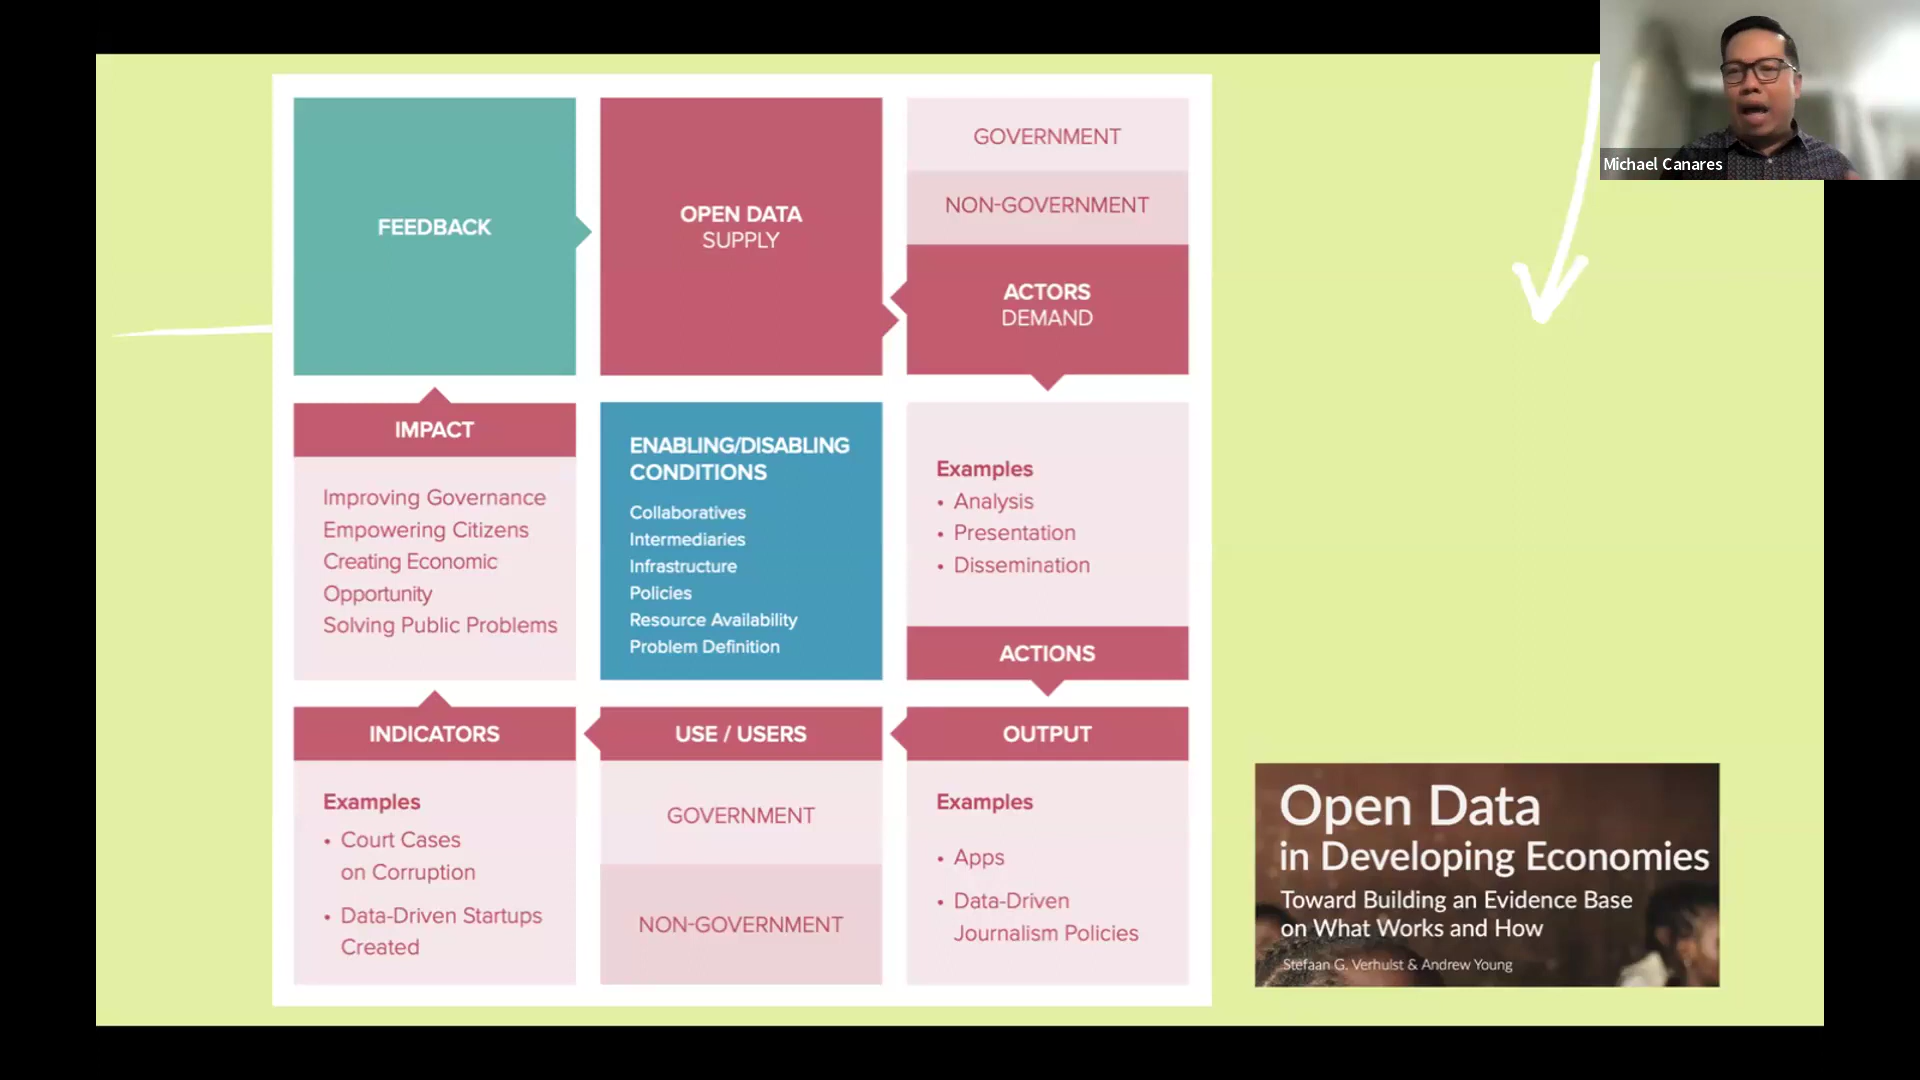 FEEDBACK
OPEN DATA
SUPPLY
GOVERNMENT
NON-GOVERNMENT
ACTORS
DEMAND
IMPACT
Improving Governance
Empowering Citizens
Creating Economic
Opportunity
Solving Public Problems
ENABLING/DISABLING
CONDITIONS
Collaboratives
Intermediaries
Infrastructure
Policies
Resource Availability
Problem Definition
Examples
• Analysis
• Presentation
• Dissemination
ACTIONS
INDICATORS
Examples
• Court Cases
on Corruption
• Data-Driven Startups
Created
USE / USERS
GOVERNMENT
NON-GOVERNMENT
OUTPUT
Examples
• Apps
• Data-Driven
Journalism Policies
Open Data
in Developing Economies
Toward Building an Evidence Base
on What Works and How
Stefaan G. Verhulst & Andrew Young
Michael Canares